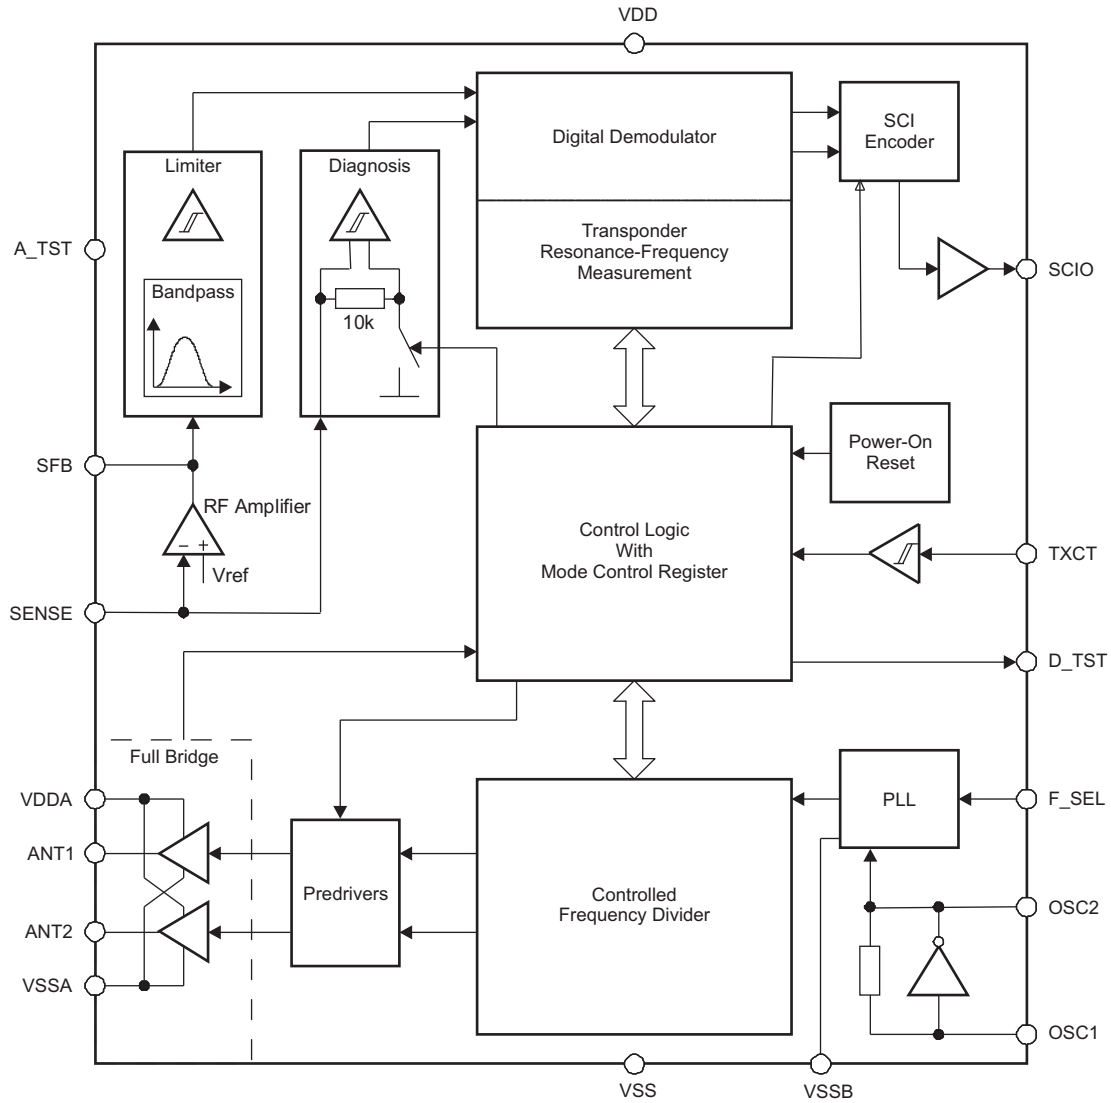 VDD
Digital Demodulator
SCI
Encoder
Limiter
Diagnosis
A_TST
Transponder
Resonance-Frequency
Measurement
SCIO
Bandpass
10k
Power-On
Reset
SFB
RF Amplifier
Control Logic
With
Mode Control Register
TXCT
− +
Vref
SENSE
D_TST
Full Bridge
VDDA
PLL
F_SEL
ANT1
Predrivers
Controlled
Frequency Divider
OSC2
ANT2
VSSA
OSC1
VSS
VSSB